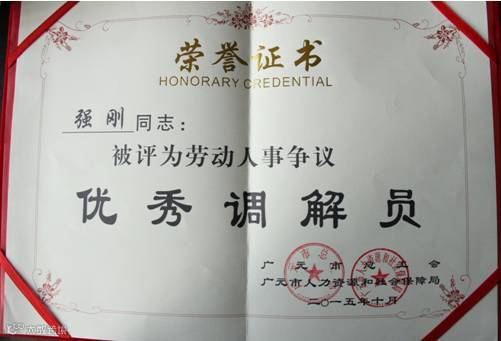 荣誉证书
HONORARY CREDENTIAL
强刚同志：
被评为劳动人事争议
优秀调解员
广元市总工会
广元市人力资源和社会保障局
二〇一五年十月